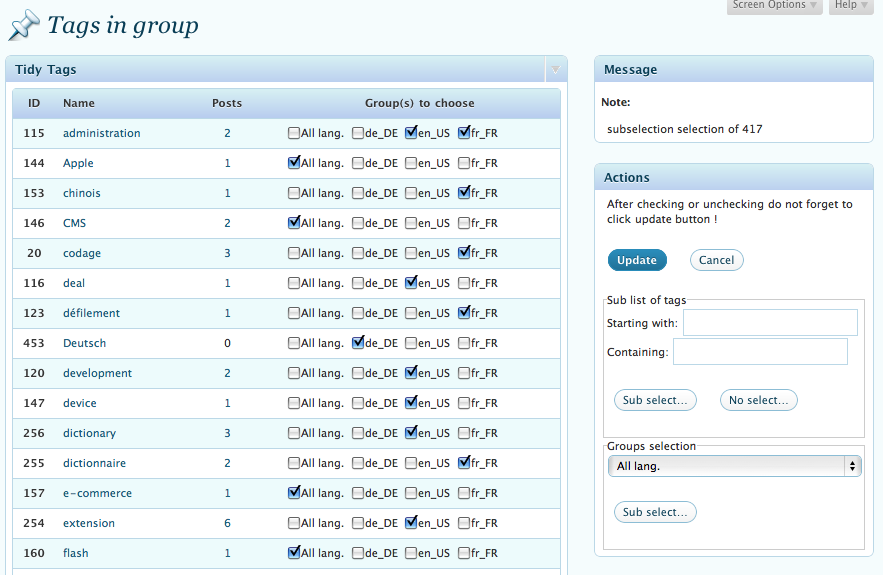 Screen Options
Help
Tags in group
Tidy Tags
ID Name Posts Group(s) to choose
115 administration 2 All lang. de_DE en_US fr_FR
144 Apple 1 All lang. de_DE en_US fr_FR
153 chinois 1 All lang. de_DE en_US fr_FR
146 CMS 2 All lang. de_DE en_US fr_FR
20 codage 3 All lang. de_DE en_US fr_FR
116 deal 1 All lang. de_DE en_US fr_FR
123 défilement 1 All lang. de_DE en_US fr_FR
453 Deutsch 0 All lang. de_DE en_US fr_FR
120 development 2 All lang. de_DE en_US fr_FR
147 device 1 All lang. de_DE en_US fr_FR
256 dictionary 3 All lang. de_DE en_US fr_FR
255 dictionnaire 2 All lang. de_DE en_US fr_FR
157 e-commerce 1 All lang. de_DE en_US fr_FR
254 extension 6 All lang. de_DE en_US fr_FR
160 flash 1 All lang. de_DE en_US fr_FR
Message
Note:
subselection selection of 417
Actions
After checking or unchecking do not forget to
click update button !
Update Cancel
Sub list of tags
Starting with:
Containing:
Sub select... No select...
Groups selection
All lang.
Sub select...